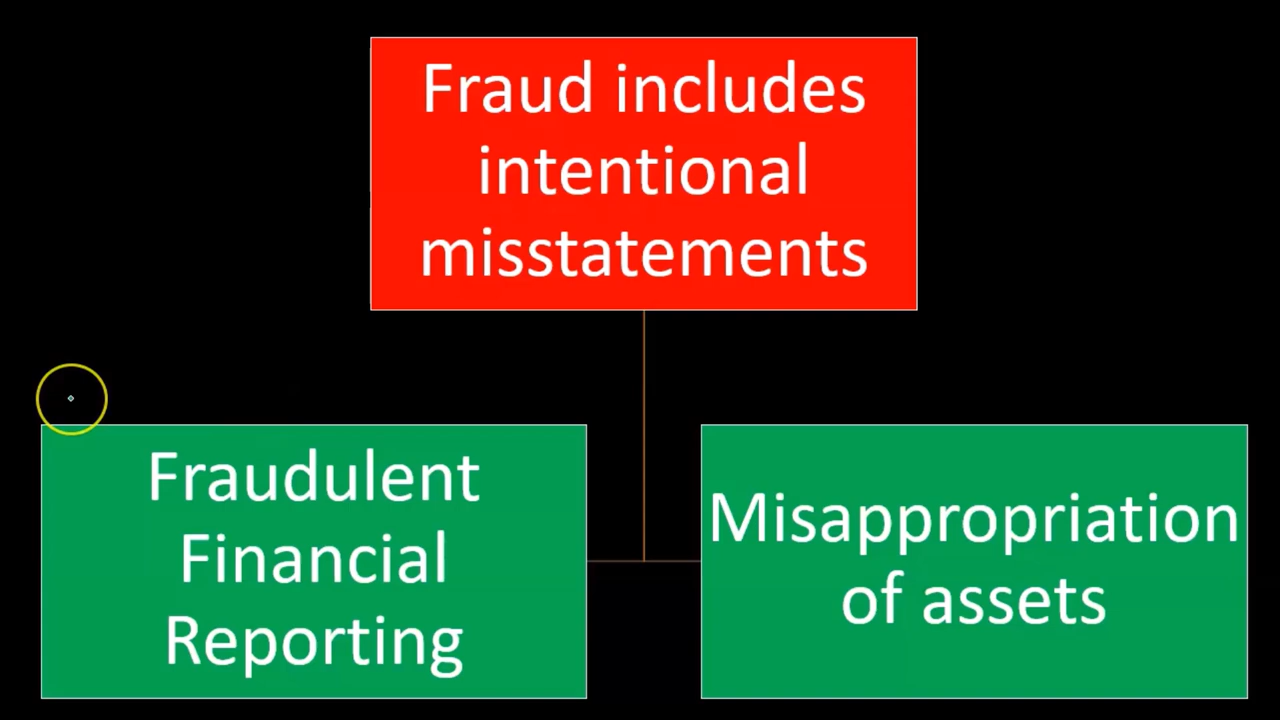 Fraud includes
intentional
misstatements
Fraudulent
Financial
Reporting
Misappropriation
of assets